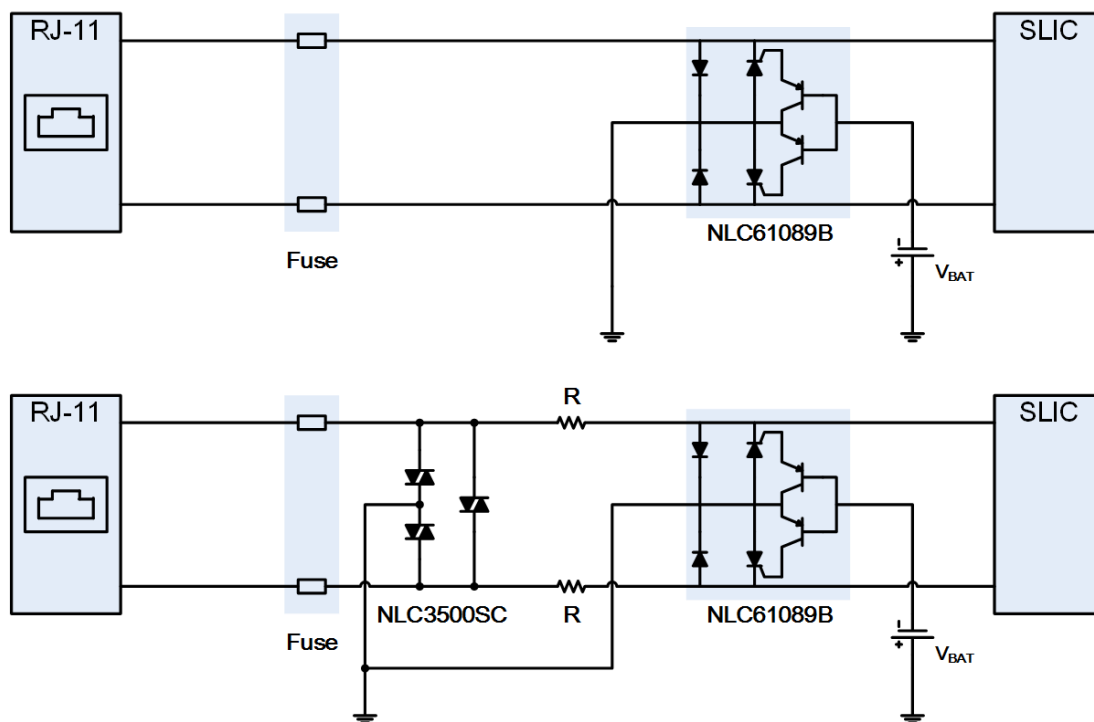 RJ-11
SLIC
Fuse
NLC61089B
VBAT
RJ-11
R
SLIC
NLC3500SC
R
NLC61089B
Fuse
VBAT